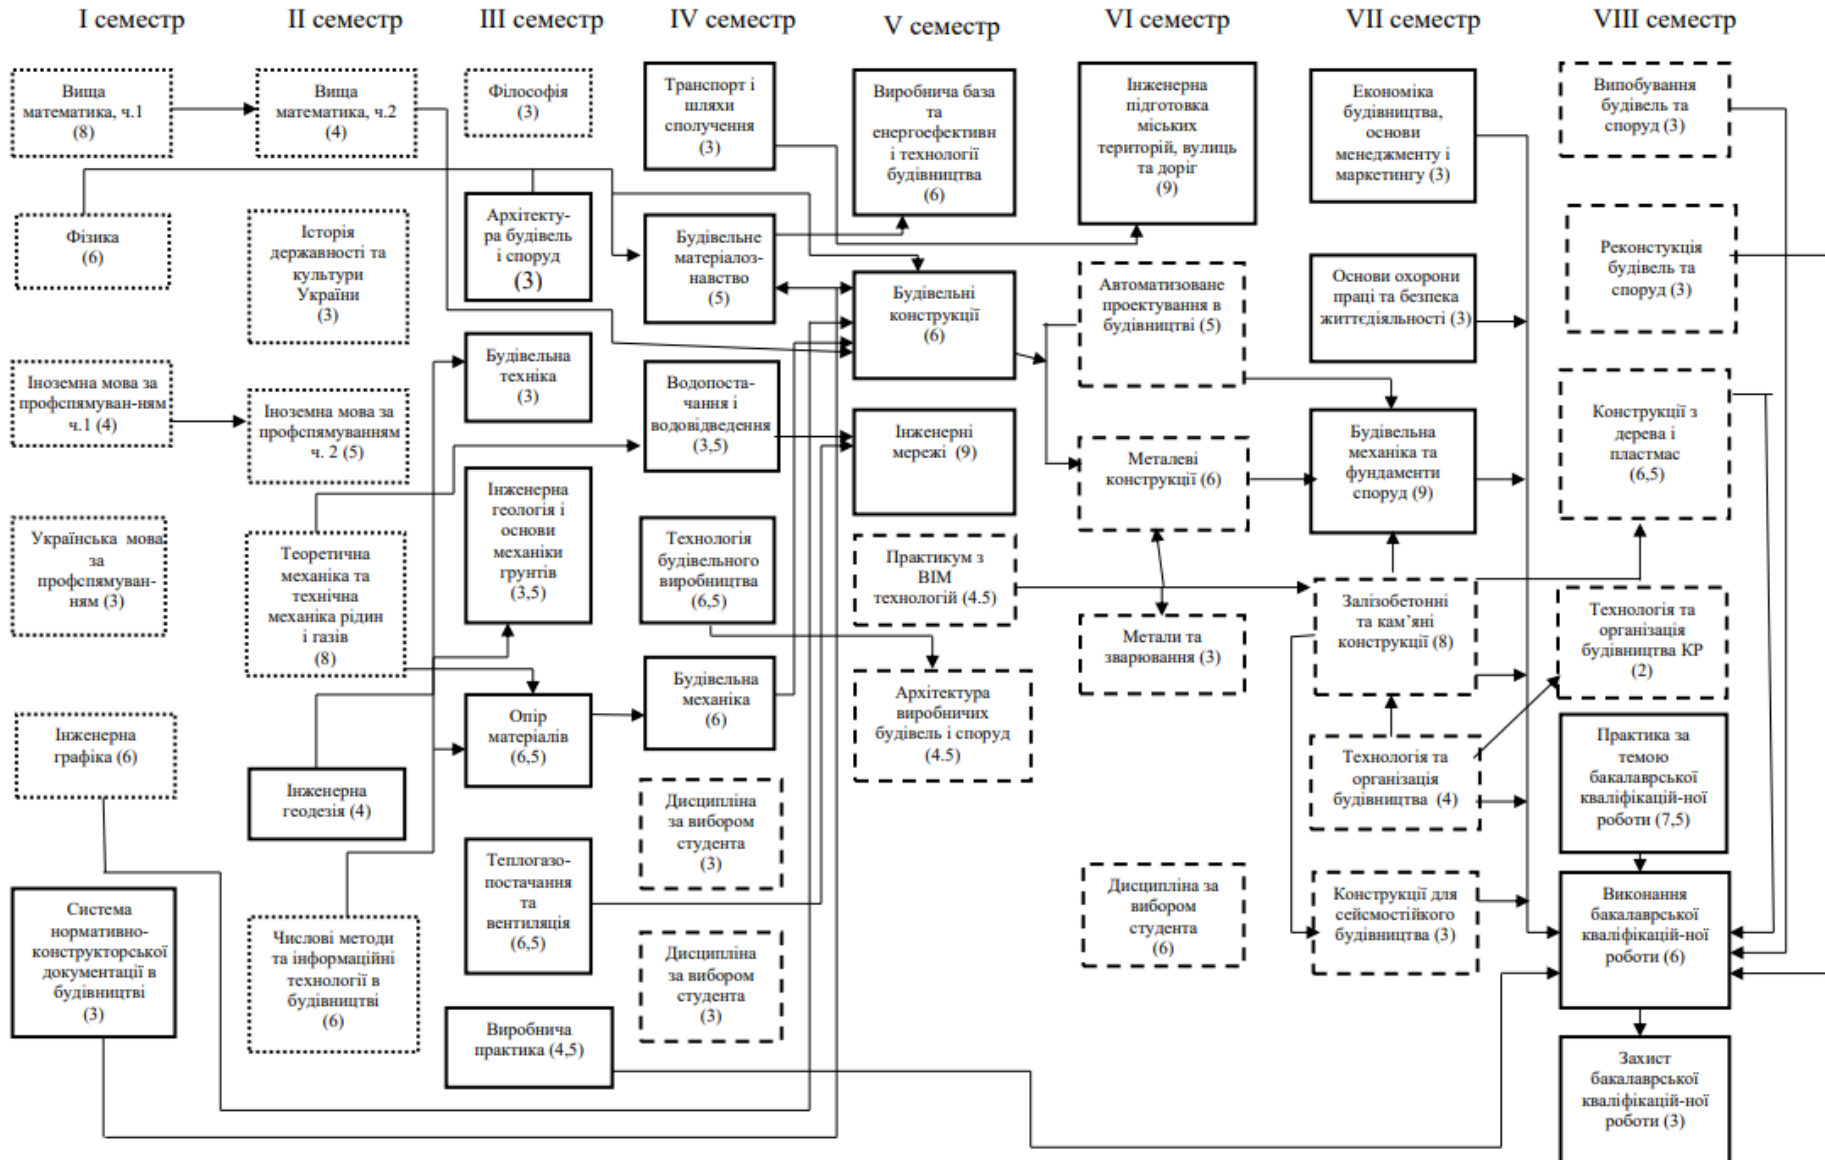 I семестр
II семестр
III семестр
IV семестр
V семестр
VI семестр
VII семестр
VIII семестр
Вища
математика, ч.1
(8)
Фізика
(6)
Іноземна мова за
профспямуван-ням
ч.1 (4)
Українська мова
за
профспямуван-
ням (3)
Інженерна
графіка (6)
Система
нормативно-
конструкторської
документації в
будівництві
(3)
Вища
математика, ч.2
(4)
Історія
державності та
культури
України
(3)
Іноземна мова за
профспямуванням
ч. 2 (5)
Теоретична
механіка та
технічна
механіка рідин
і газів
(8)
Інженерна
геодезія (4)
Числові методи
та інформаційні
технології в
будівництві
(6)
Філософія
(3)
Архітекту-
ра будівель
і споруд
(3)
Будівельна
техніка
(3)
Інженерна
геологія і
основи
механіки
грунтів
(3,5)
Опір
матеріалів
(6,5)
Теплогазо-
постачання
та
вентиляція
(6,5)
Виробнича
практика (4,5)
Транспорт і
шляхи
сполучення
(3)
Будівельне
матеріалоз-
навство
(5)
Водопоста-
чання і
водовідведення
(3,5)
Технологія
будівельного
виробництва
(6,5)
Будівельна
механіка
(6)
Дисципліна
за вибором
студента
(3)
Дисципліна
за вибором
студента
(3)
Виробнича база
та
енергоефективн
і технології
будівництва
(6)
Будівельні
конструкції
(6)
Інженерні
мережі (9)
Практикум з
BIM
технологій (4.5)
Архітектура
виробничих
будівель і споруд
(4.5)
Інженерна
підготовка
міських
територій, вулиць
та доріг
(9)
Автоматизоване
проектування в
будівництві (5)
Металеві
конструкції (6)
Метали та
зварювання (3)
Дисципліна за
вибором
студента
(6)
Економіка
будівництва,
основи
менеджменту і
маркетингу (3)
Основи охорони
праці та безпека
життєдіяльності (3)
Будівельна
механіка та
фундаменти
споруд (9)
Залізобетонні
та кам’яні
конструкції (8)
Технологія та
організація
будівництва (4)
Конструкції для
сейсмостійкого
будівництва (3)
Випобування
будівель та
споруд (3)
Реконстукція
будівель та
споруд (3)
Конструкції з
дерева і
пластмас
(6,5)
Технологія та
організація
будівництва КР
(2)
Практика за
темою
бакалаврської
кваліфікацій-ної
роботи (7,5)
Виконання
бакалаврської
кваліфікацій-ної
роботи (6)
Захист
бакалаврської
кваліфікацій-ної
роботи (3)